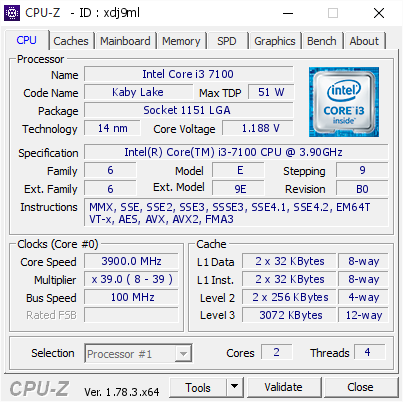 CPU-Z - ID : xdj9ml
CPU Caches Mainboard Memory SPD Graphics Bench About
Processor
Name Intel Core i3 7100
Code Name Kaby Lake Max TDP 51 W
Package Socket 1151 LGA
Technology 14 nm Core Voltage 1.188 V
intel
CORE i3
inside™
Specification Intel(R) Core(TM) i3-7100 CPU @ 3.90GHz
Family 6 Model E Stepping 9
Ext. Family 6 Ext. Model 9E Revision B0
Instructions MMX, SSE, SSE2, SSE3, SSSE3, SSE4.1, SSE4.2, EM64T
VT-x, AES, AVX, AVX2, FMA3
Clocks (Core #0)
Core Speed 3900.0 MHz
Multiplier x 39.0 ( 8 - 39 )
Bus Speed 100 MHz
Rated FSB
Cache
L1 Data 2 x 32 KBytes 8-way
L1 Inst. 2 x 32 KBytes 8-way
Level 2 2 x 256 KBytes 4-way
Level 3 3072 KBytes 12-way
Selection Processor #1 Cores 2 Threads 4
CPU-Z Ver. 1.78.3.x64 Tools Validate Close